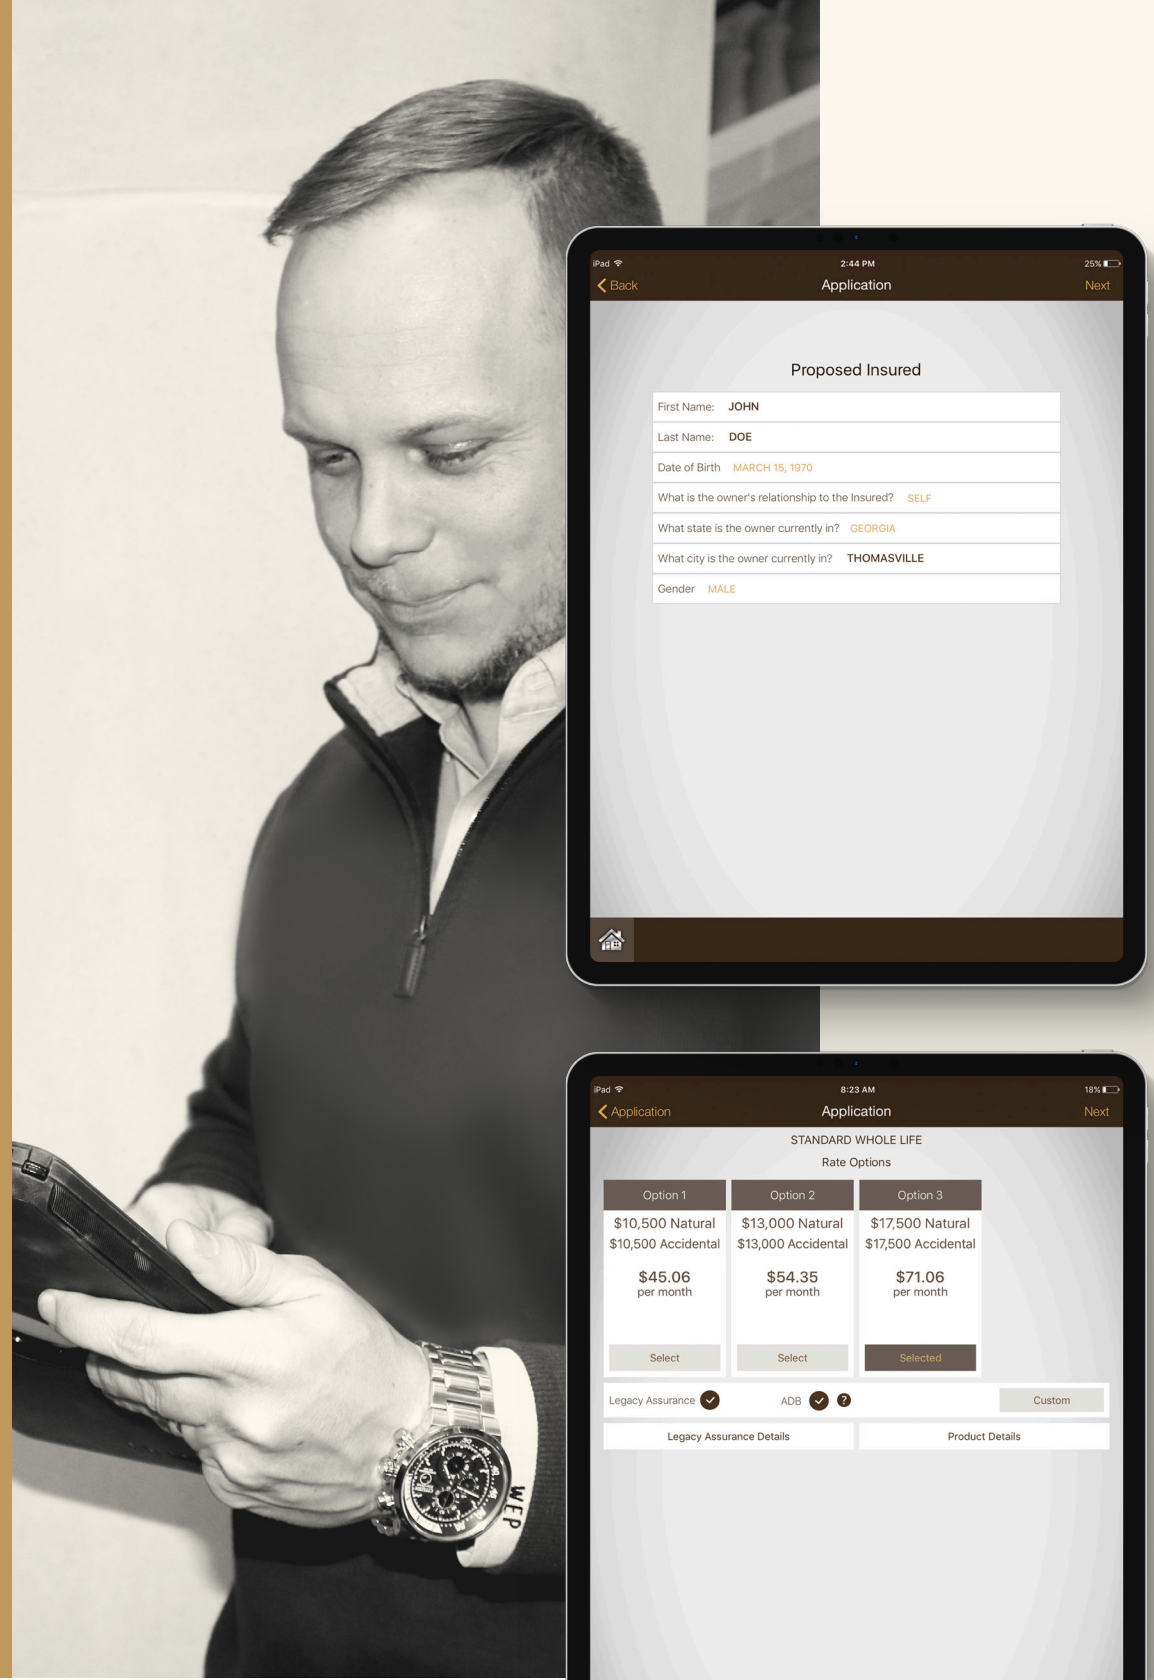 iPad 2:44 PM 25%
Back Application Next
Proposed Insured
First Name: JOHN
Last Name: DOE
Date of Birth MARCH 15, 1970
What is the owner's relationship to the Insured? SELF
What state is the owner currently in? GEORGIA
What city is the owner currently in? THOMASVILLE
Gender MALE
iPad 8:23 AM 18%
Application Application Next
STANDARD WHOLE LIFE
Rate Options
Option 1 Option 2 Option 3
$10,500 Natural $13,000 Natural $17,500 Natural
$10,500 Accidental $13,000 Accidental $17,500 Accidental
$45.06 $54.35 $71.06
per month per month per month
Select Select Selected
Legacy Assurance ADB ? Custom
Legacy Assurance Details Product Details
WEP